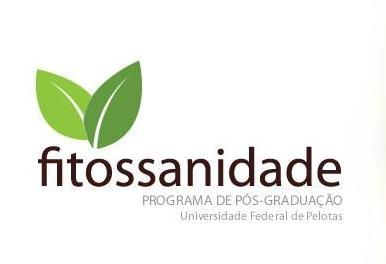 fitossanidade
PROGRAMA DE PÓS-GRADUAÇÃO
Universidade Federal de Pelotas